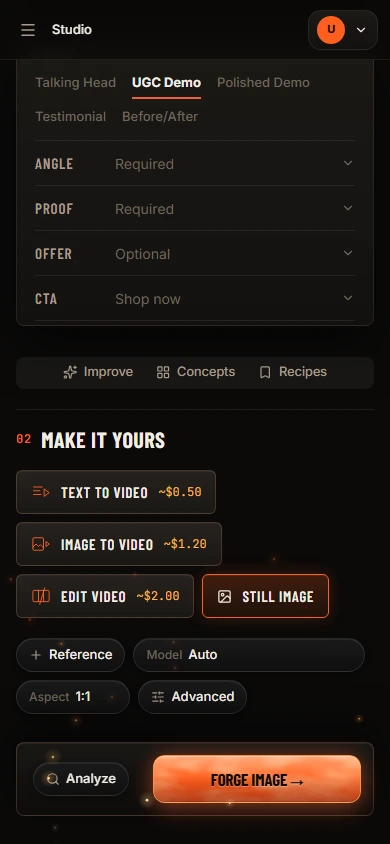 Studio
U
Talking Head UGC Demo Polished Demo
Testimonial Before/After
ANGLE Required
PROOF Required
OFFER Optional
CTA Shop now
Improve Concepts Recipes
02 MAKE IT YOURS
TEXT TO VIDEO ~$0.50
IMAGE TO VIDEO ~$1.20
EDIT VIDEO ~$2.00 STILL IMAGE
Reference Model Auto
Aspect 1:1 Advanced
Analyze FORGE IMAGE→